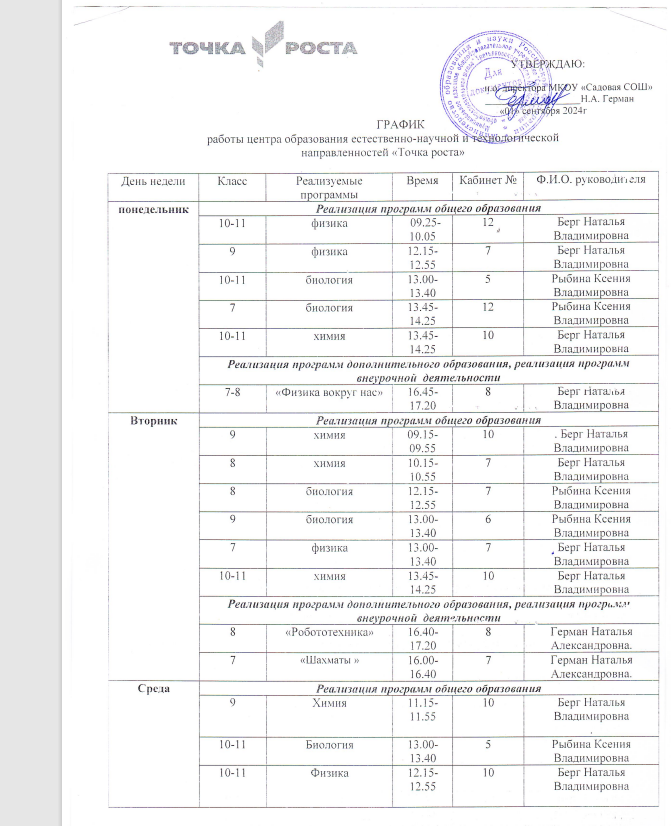 ТОЧКА РОСТА
УТВЕРЖДАЮ:
директора МКОУ «Садовая СОШ»
Н.А. Герман
«01» сентября 2024г
Для
документов
ГРАФИК
работы центра образования естественно-научной и технологической
направленностей «Точка роста»
День недели Класс Реализуемые программы Время Кабинет № Ф.И.О. руководителя
понедельник Реализация программ общего образования
10-11 физика 09.25-10.05 12 Берг Наталья Владимировна
9 физика 12.15-12.55 7 Берг Наталья Владимировна
10-11 биология 13.00-13.40 5 Рыбина Ксения Владимировна
7 биология 13.45-14.25 12 Рыбина Ксения Владимировна
10-11 химия 13.45-14.25 10 Берг Наталья Владимировна
Реализация программ дополнительного образования, реализация программ
внеурочной деятельности
7-8 «Физика вокруг нас» 16.45-17.20 8 Берг Наталья Владимировна
Вторник Реализация программ общего образования
9 химия 09.15-09.55 10 Берг Наталья Владимировна
8 химия 10.15-10.55 7 Берг Наталья Владимировна
8 биология 12.15-12.55 7 Рыбина Ксения Владимировна
9 биология 13.00-13.40 6 Рыбина Ксения Владимировна
7 физика 13.00-13.40 7 Берг Наталья Владимировна
10-11 химия 13.45-14.25 10 Берг Наталья Владимировна
Реализация программ дополнительного образования, реализация программ
внеурочной деятельности
8 «Робототехника» 16.40-17.20 8 Герман Наталья Александровна.
7 «Шахматы » 16.00-16.40 7 Герман Наталья Александровна.
Среда Реализация программ общего образования
9 Химия 11.15-11.55 10 Берг Наталья Владимировна
10-11 Биология 13.00-13.40 5 Рыбина Ксения Владимировна
10-11 Физика 12.15-12.55 10 Берг Наталья Владимировна